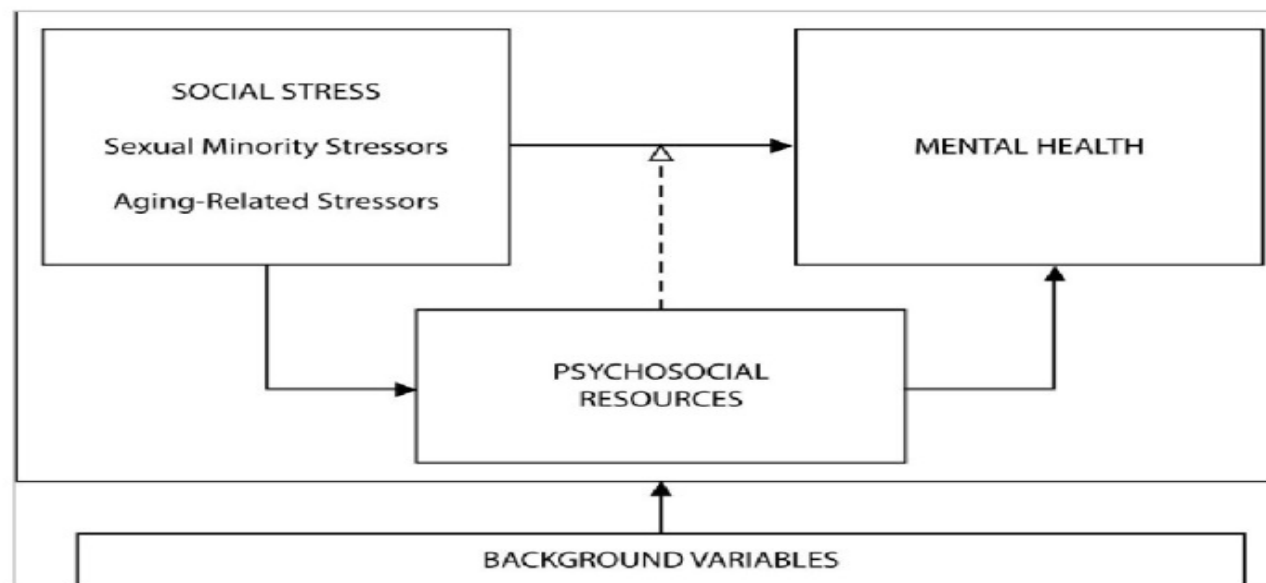 SOCIAL STRESS
Sexual Minority Stressors
Aging-Related Stressors
MENTAL HEALTH
PSYCHOSOCIAL
RESOURCES
BACKGROUND VARIABLES